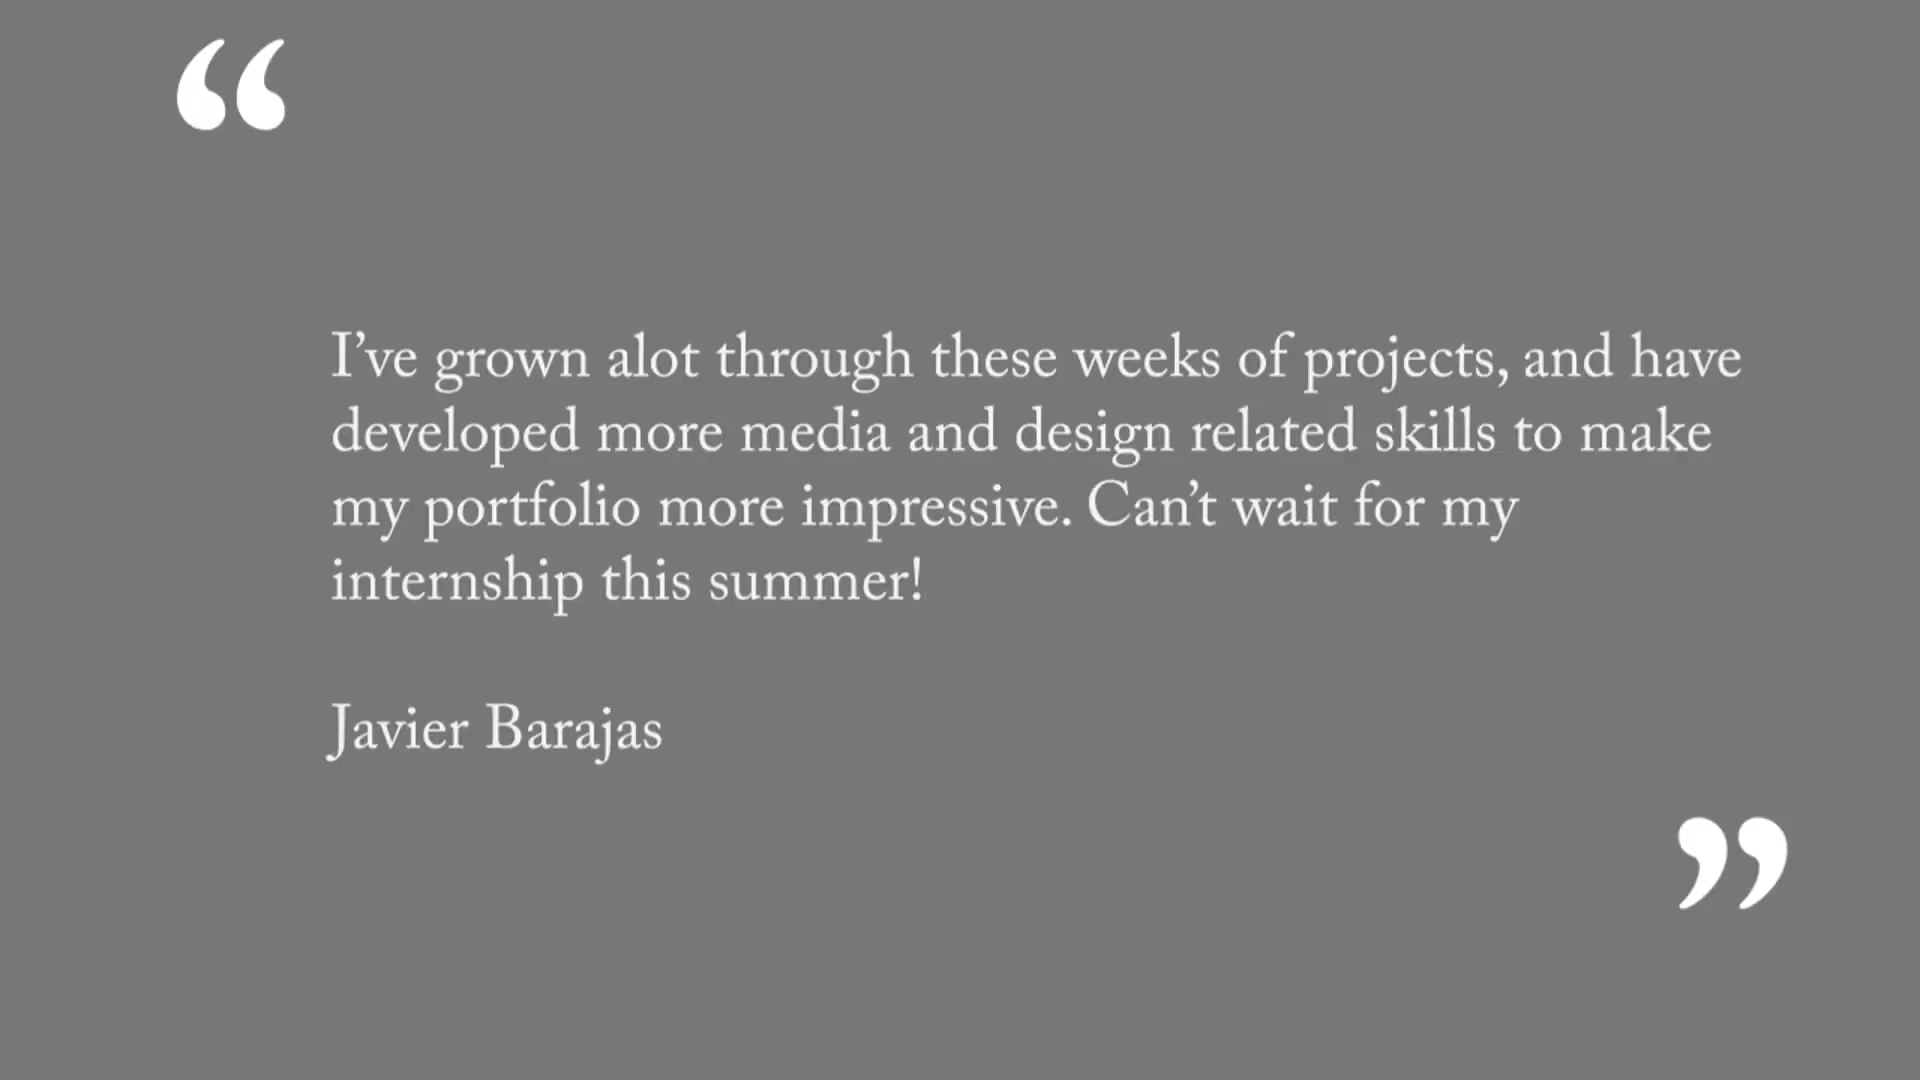 “
I’ve grown alot through these weeks of projects, and have
developed more media and design related skills to make
my portfolio more impressive. Can’t wait for my
internship this summer!
Javier Barajas
”